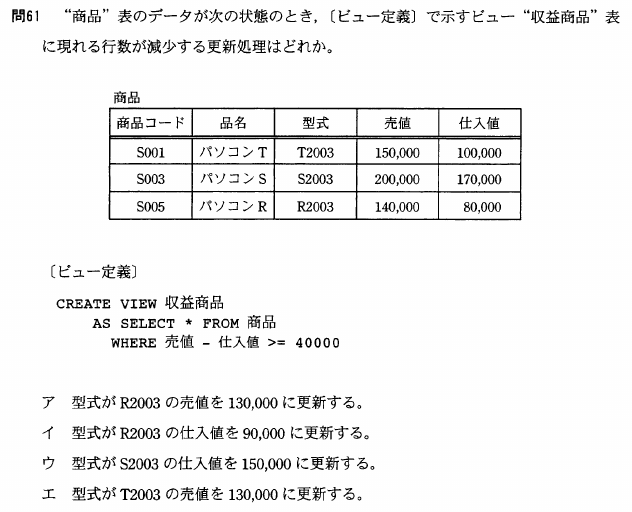 問61 “商品”表のデータが次の状態のとき，〔ビュー定義〕で示すビュー“収益商品”表
に現れる行数が減少する更新処理はどれか。
商品
商品コード 品名 型式 売値 仕入値
S001 パソコンT T2003 150,000 100,000
S003 パソコンS S2003 200,000 170,000
S005 パソコンR R2003 140,000 80,000
〔ビュー定義〕
CREATE VIEW 収益商品
AS SELECT * FROM 商品
WHERE 売値 - 仕入値 >= 40000
ア 型式がR2003の売値を130,000に更新する。
イ 型式がR2003の仕入値を90,000に更新する。
ウ 型式がS2003の仕入値を150,000に更新する。
エ 型式がT2003の売値を130,000に更新する。